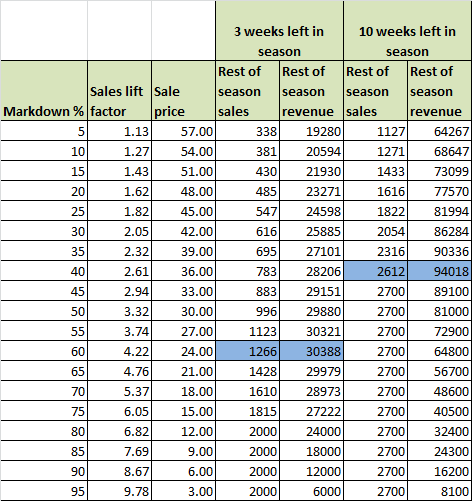 3 weeks left in season 10 weeks left in season
Markdown % Sales lift factor Sale price Rest of season sales Rest of season revenue Rest of season sales Rest of season revenue
5 1.13 57.00 338 19280 1127 64267
10 1.27 54.00 381 20594 1271 68647
15 1.43 51.00 430 21930 1433 73099
20 1.62 48.00 485 23271 1616 77570
25 1.82 45.00 547 24598 1822 81994
30 2.05 42.00 616 25885 2054 86284
35 2.32 39.00 695 27101 2316 90336
40 2.61 36.00 783 28206 2612 94018
45 2.94 33.00 883 29151 2700 89100
50 3.32 30.00 996 29880 2700 81000
55 3.74 27.00 1123 30321 2700 72900
60 4.22 24.00 1266 30388 2700 64800
65 4.76 21.00 1428 29979 2700 56700
70 5.37 18.00 1610 28973 2700 48600
75 6.05 15.00 1815 27222 2700 40500
80 6.82 12.00 2000 24000 2700 32400
85 7.69 9.00 2000 18000 2700 24300
90 8.67 6.00 2000 12000 2700 16200
95 9.78 3.00 2000 6000 2700 8100